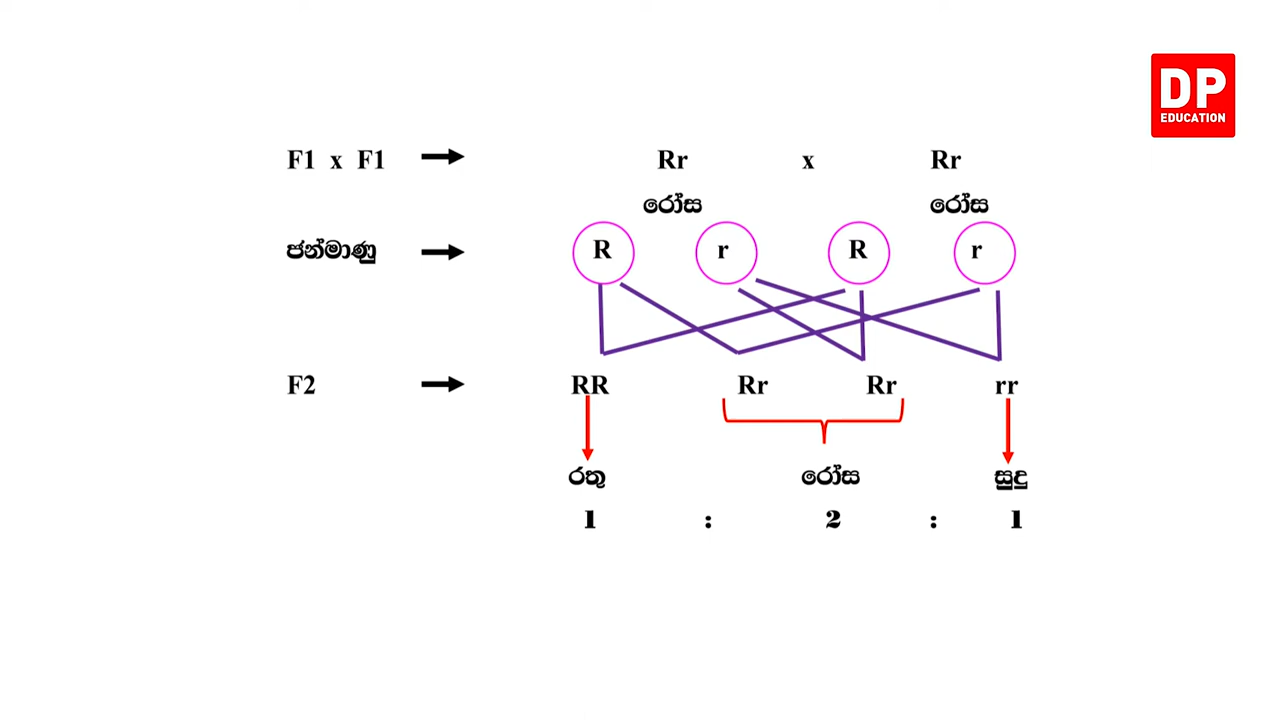 DP
EDUCATION
F1 x F1 Rr x Rr
රෝස රෝස
ජන්මාණු R r R r
F2 RR Rr Rr rr
රතු රෝස සුදු
1 : 2 : 1